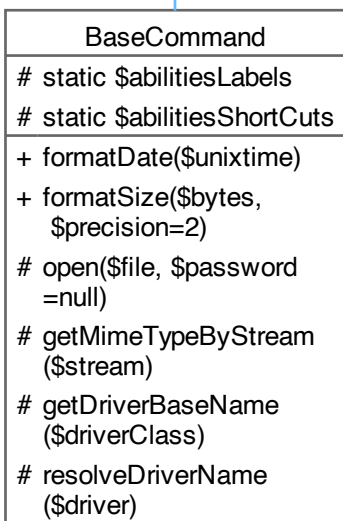 BaseCommand
# static $abilitiesLabels
# static $abilitiesShortCuts
+ formatDate($unixtime)
+ formatSize($bytes,
$precision=2)
# open($file, $password
=null)
# getMimeTypeByStream
($stream)
# getDriverBaseName
($driverClass)
# resolveDriverName
($driver)